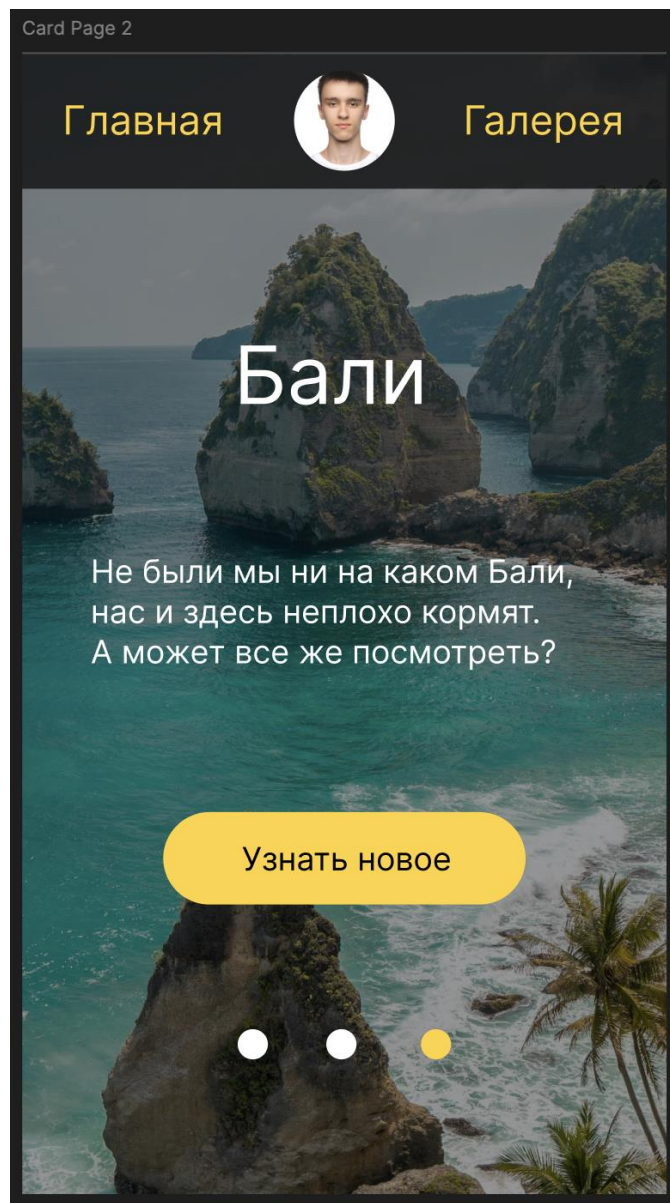 Card Page 2
Главная
Галерея
Бали
Не были мы ни на каком Бали,
нас и здесь неплохо кормят.
А может все же посмотреть?
Узнать новое